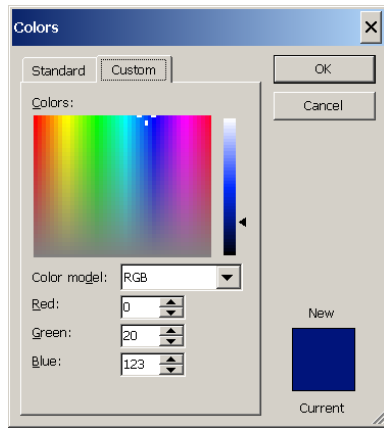 Colors
Standard Custom
OK
Cancel
Colors:
Color model: RGB
Red: 0
Green: 20
Blue: 123
New
Current